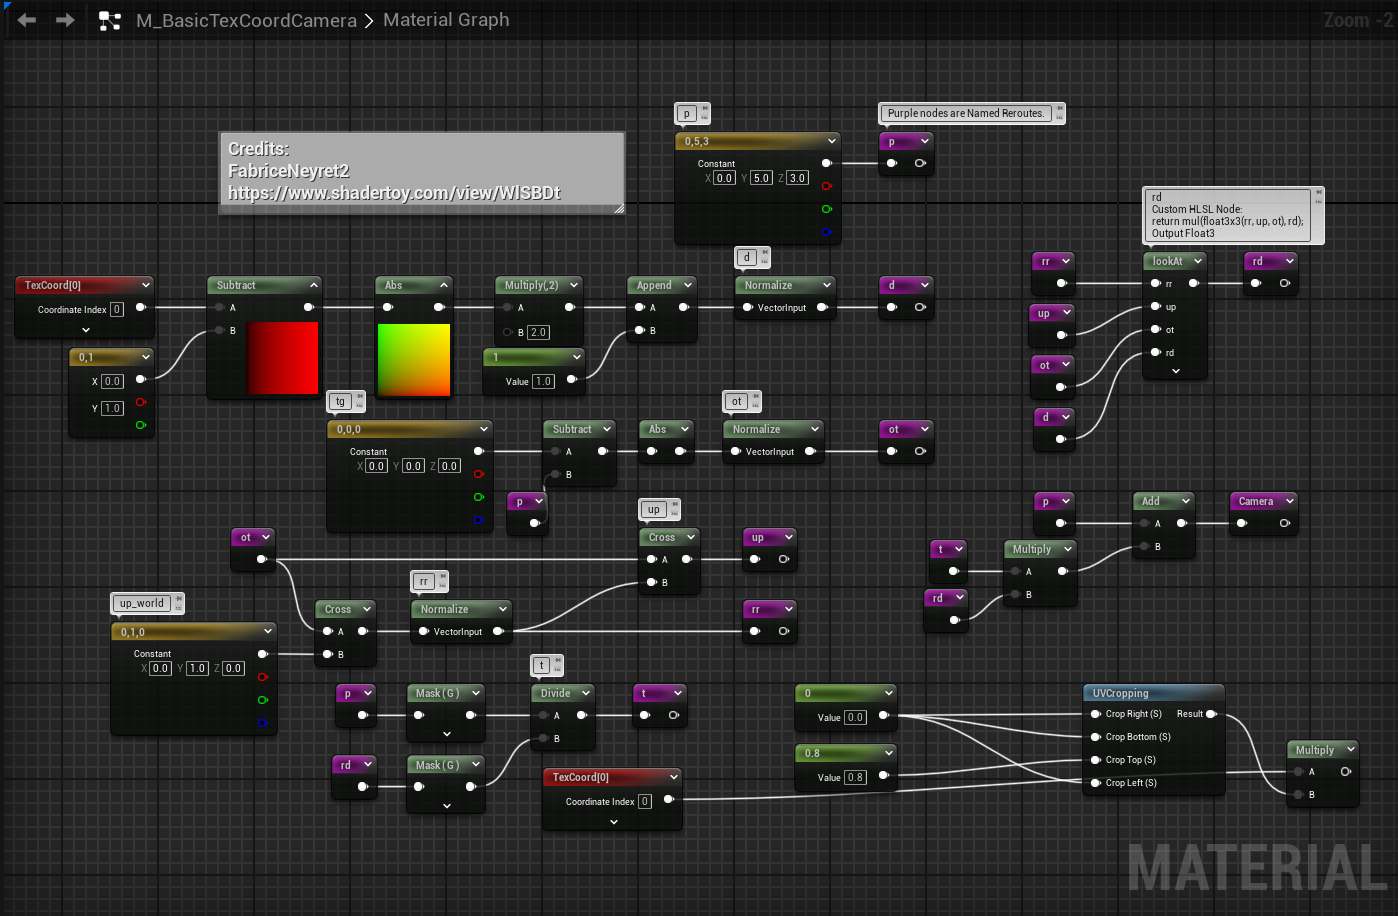 M_BasicTexCoordCamera > Material Graph
Zoom -2
Credits:
FabriceNeyret2
https://www.shadertoy.com/view/WlSBDt
p
0,5,3
Constant
X 0.0 Y 5.0 Z 3.0
Purple nodes are Named Reroutes.
p
rd
Custom HLSL Node:
return mul(float3x3(rr, up, ot), rd);
Output Float3
rr
up
ot
d
lookAt
rr
up
ot
rd
rd
TexCoord[0]
Coordinate Index 0
0,1
X 0.0
Y 1.0
Subtract
A
B
Abs
Multiply(,2)
A
B 2.0
1
Value 1.0
Append
A
B
d
Normalize
VectorInput
d
tg
0,0,0
Constant
X 0.0 Y 0.0 Z 0.0
p
Subtract
A
B
Abs
ot
Normalize
VectorInput
ot
p
t
rd
Multiply
A
B
Add
A
B
Camera
ot
up_world
0,1,0
Constant
X 0.0 Y 1.0 Z 0.0
Cross
A
B
rr
Normalize
VectorInput
up
Cross
A
B
up
rr
p
Mask ( G )
rd
Mask ( G )
t
Divide
A
B
t
TexCoord[0]
Coordinate Index 0
0
Value 0.0
0.8
Value 0.8
UVCropping
Crop Right (S) Result
Crop Bottom (S)
Crop Top (S)
Crop Left (S)
Multiply
A
B
MATERIAL